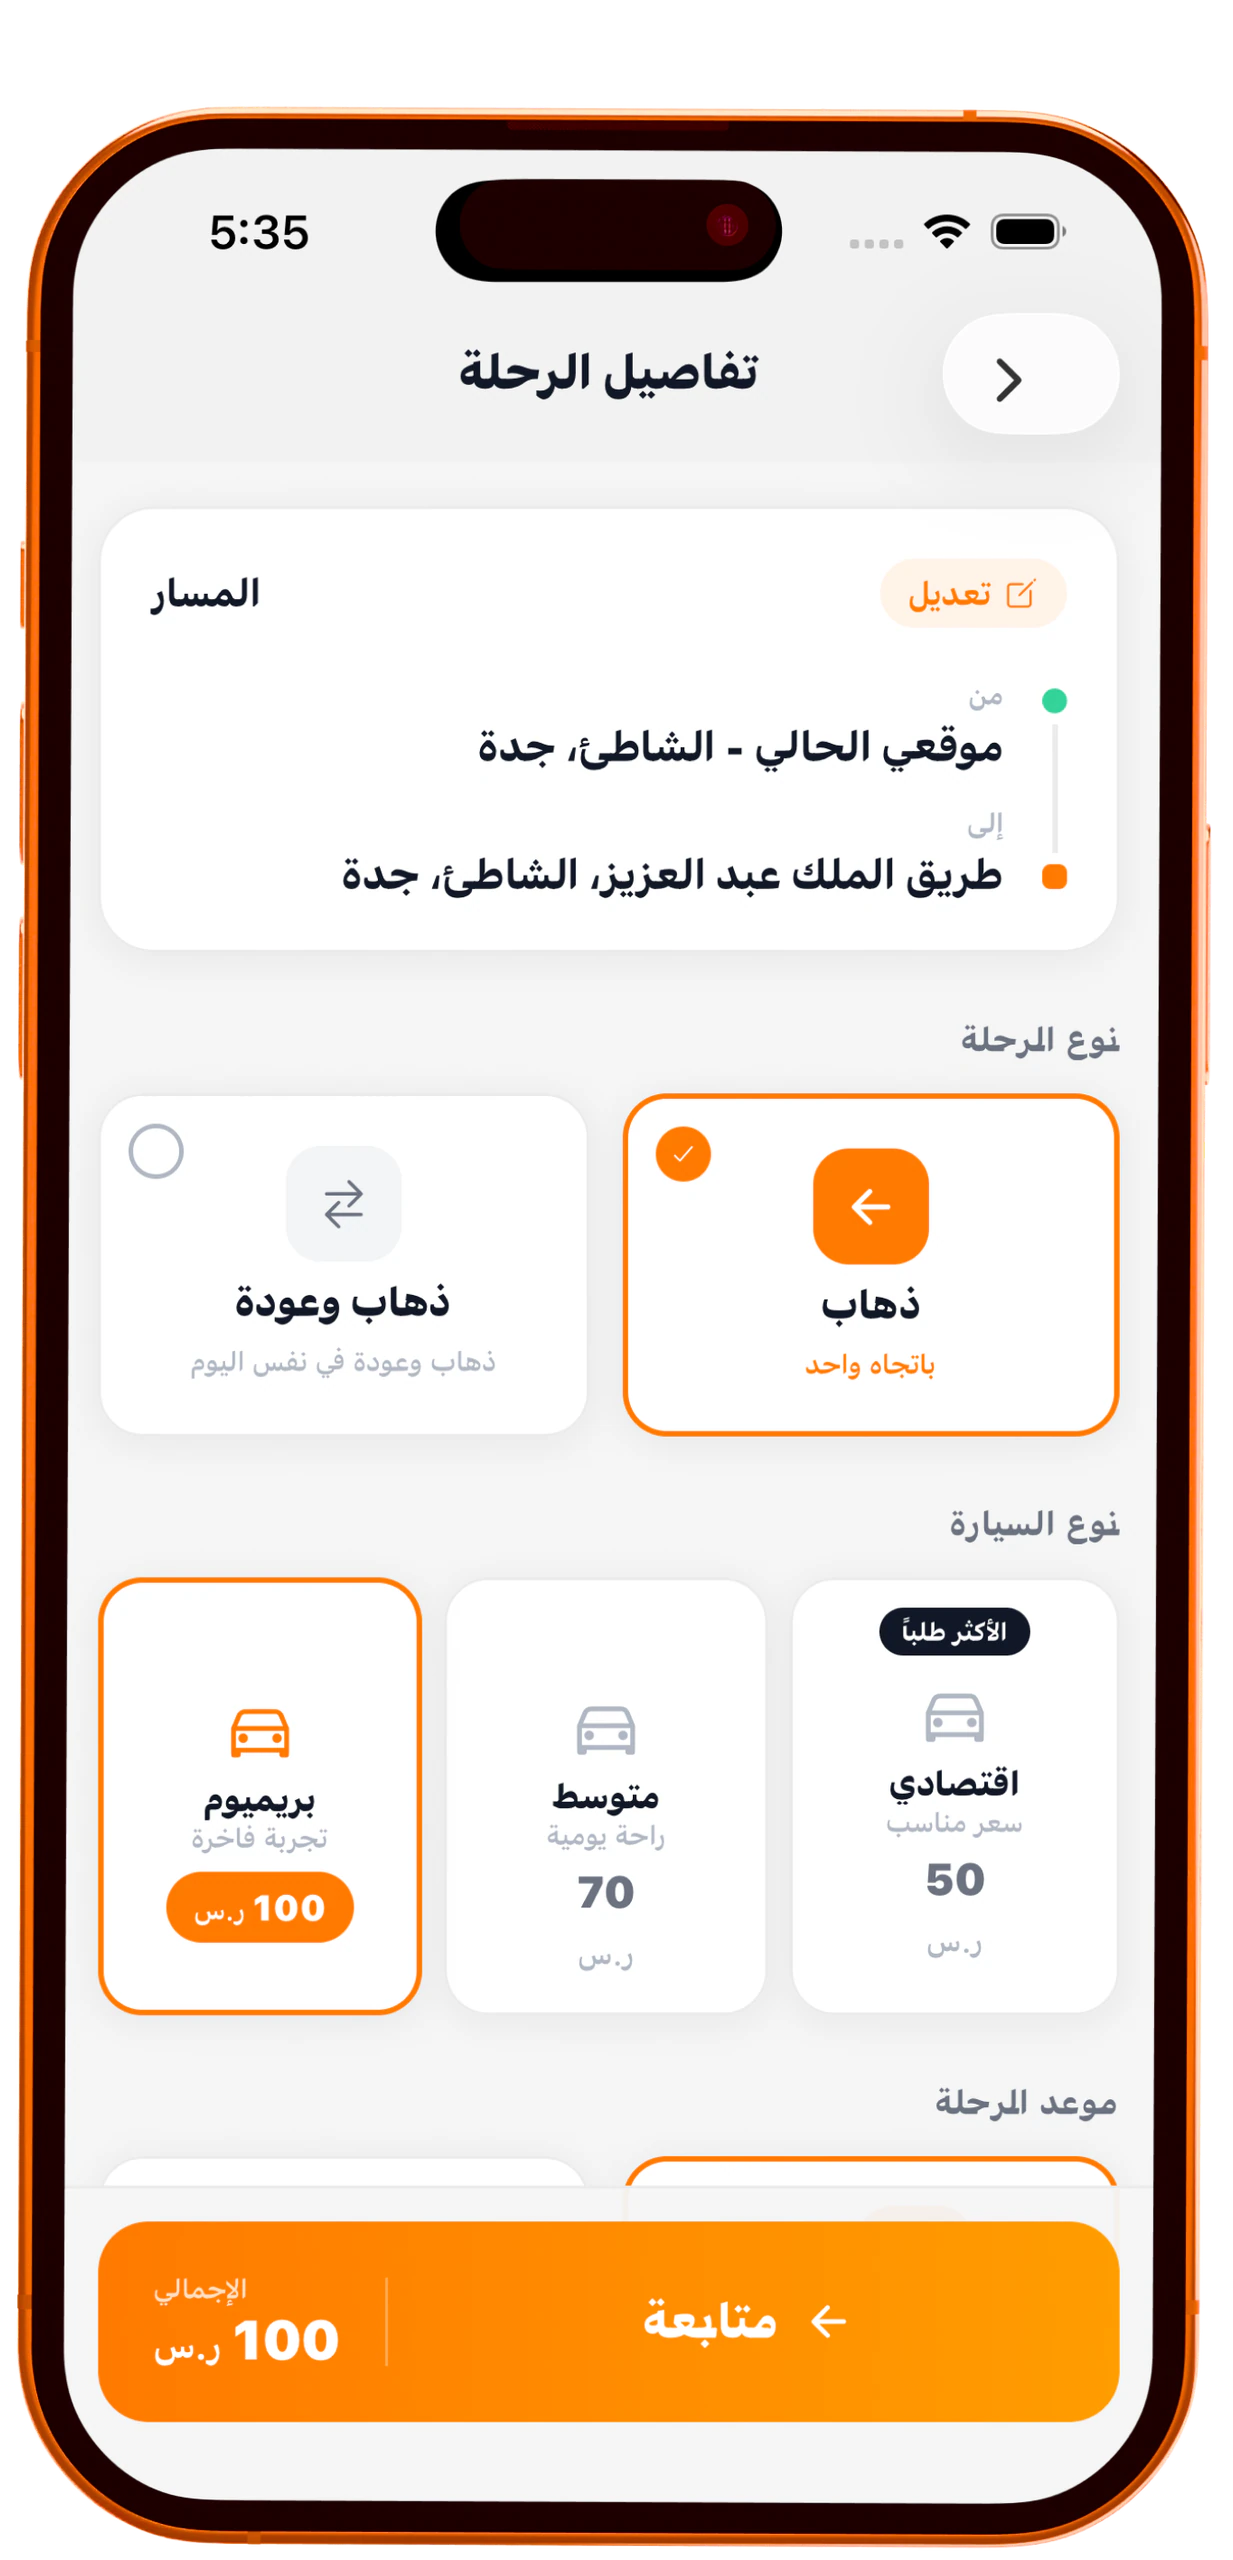 5:35
تفاصيل الرحلة
تعديل
المسار
من
موقعي الحالي - الشاطئ، جدة
إلى
طريق الملك عبد العزيز، الشاطئ، جدة
نوع الرحلة
ذهاب
باتجاه واحد
ذهاب وعودة
ذهاب وعودة في نفس اليوم
نوع السيارة
الأكثر طلباً
اقتصادي
سعر مناسب
50
ر.س
متوسط
راحة يومية
70
ر.س
بريميوم
تجربة فاخرة
100 ر.س
موعد الرحلة
متابعة
الإجمالي
100 ر.س